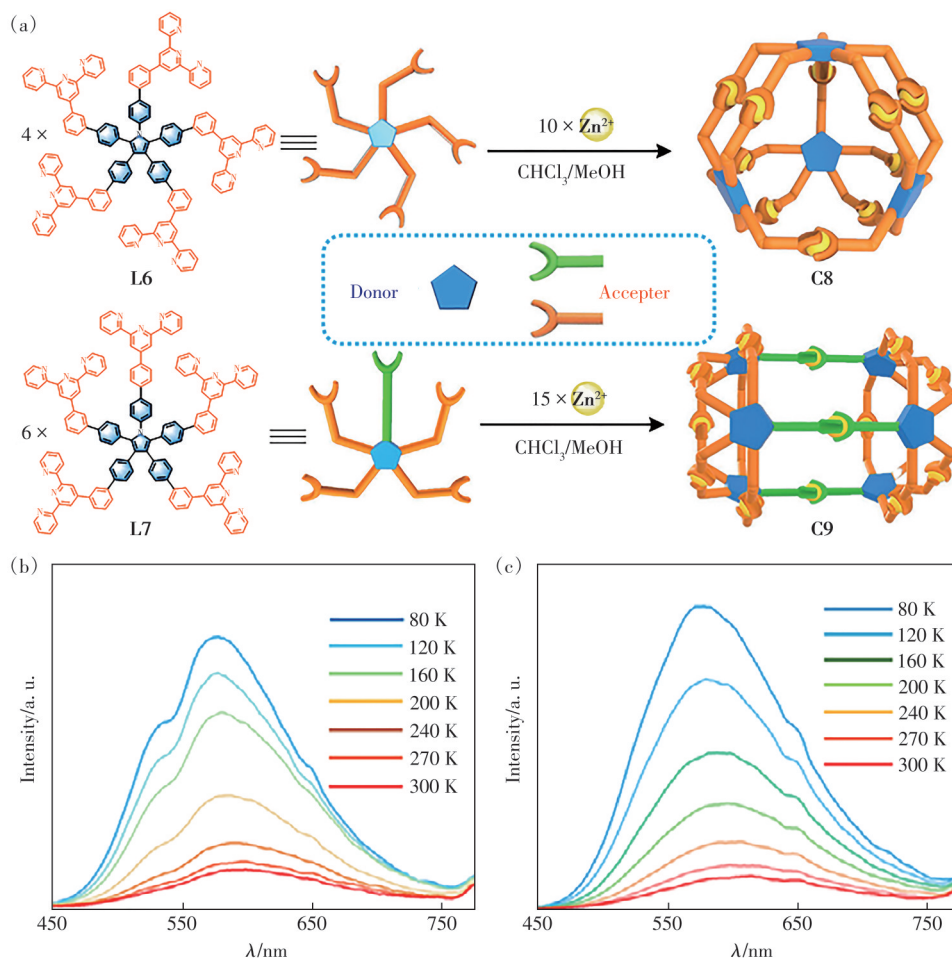 (a)
4 ×
L6
10 × Zn²⁺
CHCl₃/MeOH
C8
Donor
Accepter
6 ×
L7
15 × Zn²⁺
CHCl₃/MeOH
C9
(b)
Intensity/a. u.
80 K
120 K
160 K
200 K
240 K
270 K
300 K
450
550
650
750
λ/nm
(c)
Intensity/a. u.
80 K
120 K
160 K
200 K
240 K
270 K
300 K
450
550
650
750
λ/nm